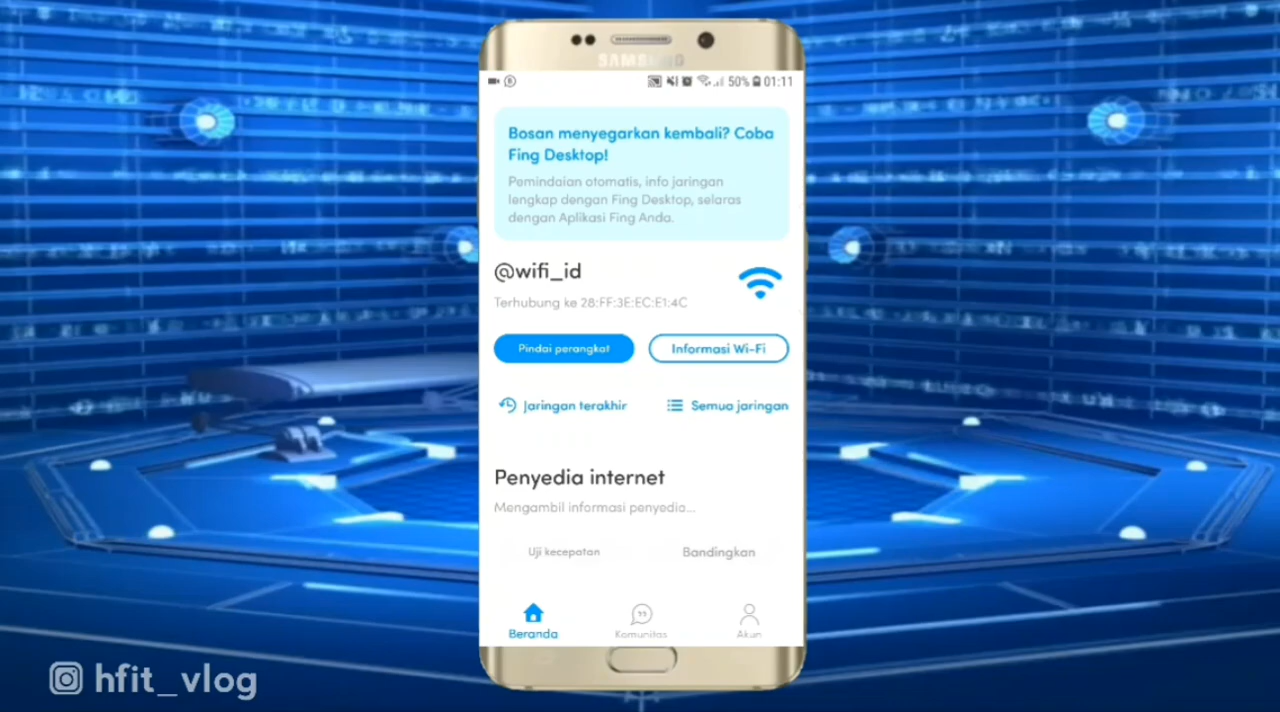 SAMSUNG
50% 01:11
Bosan menyegarkan kembali? Coba
Fing Desktop!
Pemindaian otomatis, info jaringan
lengkap dengan Fing Desktop, selaras
dengan Aplikasi Fing Anda.
@wifi_id
Terhubung ke 28:FF:3E:EC:E1:4C
Pindai perangkat
Informasi Wi-Fi
Jaringan terakhir
Semua jaringan
Penyedia internet
Mengambil informasi penyedia...
Uji kecepatan
Bandingkan
Beranda
Komunitas
Akun
hfit_vlog